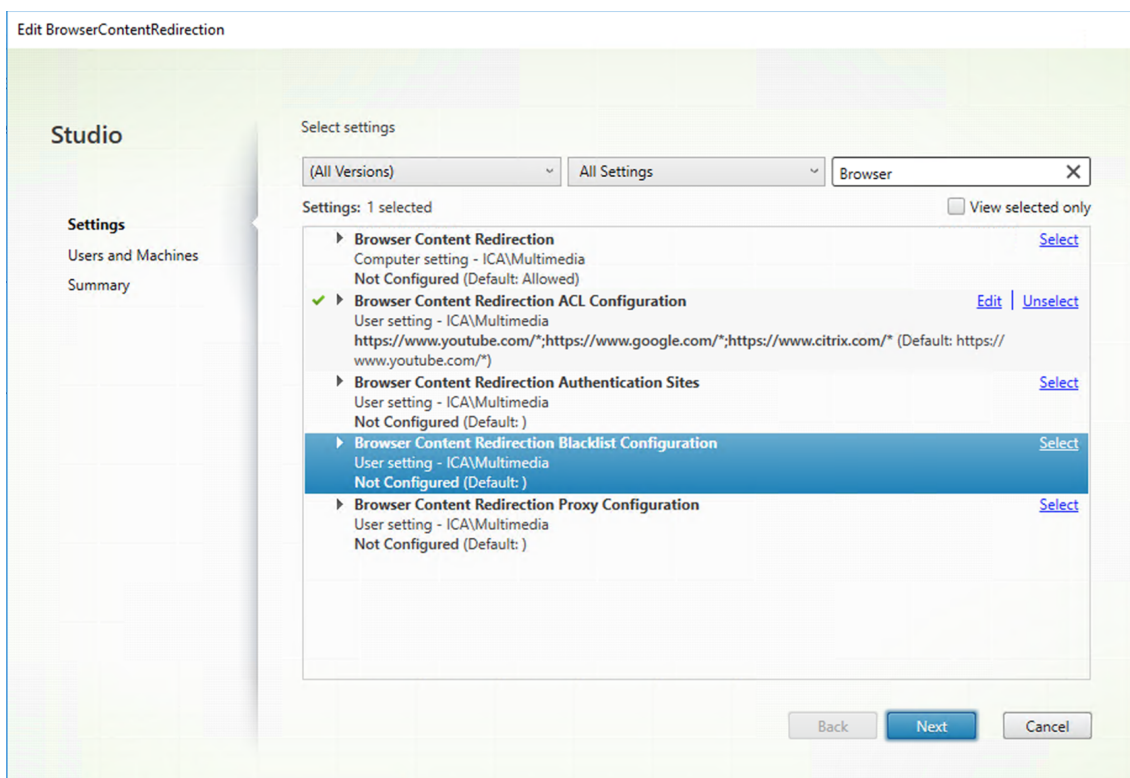 Edit BrowserContentRedirection
Studio
Settings
Users and Machines
Summary
Select settings
(All Versions)
All Settings
Browser
Settings: 1 selected
View selected only
Browser Content Redirection
Select
Computer setting - ICA\Multimedia
Not Configured (Default: Allowed)
Browser Content Redirection ACL Configuration
Edit | Unselect
User setting - ICA\Multimedia
https://www.youtube.com/*;https://www.google.com/*;https://www.citrix.com/* (Default: https://
www.youtube.com/*)
Browser Content Redirection Authentication Sites
Select
User setting - ICA\Multimedia
Not Configured (Default: )
Browser Content Redirection Blacklist Configuration
Select
User setting - ICA\Multimedia
Not Configured (Default: )
Browser Content Redirection Proxy Configuration
Select
User setting - ICA\Multimedia
Not Configured (Default: )
Back
Next
Cancel